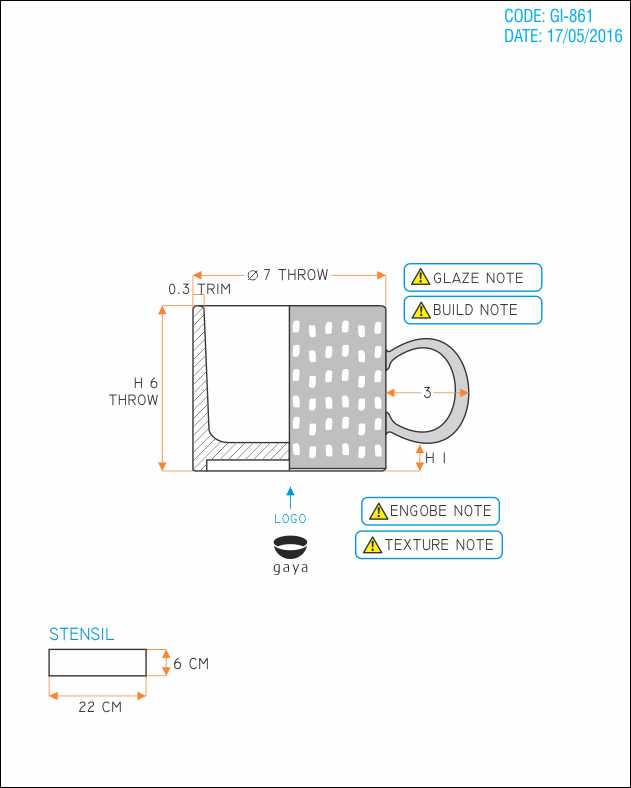 CODE: GI-861
DATE: 17/05/2016
Ø 7 THROW
0.3 TRIM
GLAZE NOTE
BUILD NOTE
H 6
THROW
3
H 1
ENGOBE NOTE
LOGO
TEXTURE NOTE
gaya
STENSIL
6 CM
22 CM